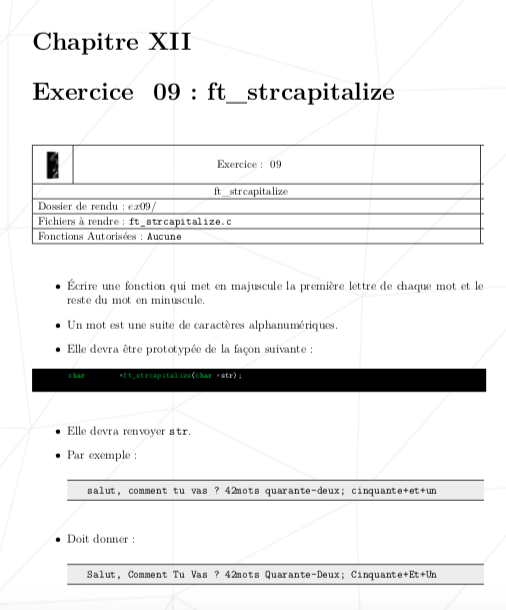 Chapitre XII
Exercice 09 : ft_strcapitalize
Exercice : 09
ft_strcapitalize
Dossier de rendu : ex09/
Fichiers à rendre : ft_strcapitalize.c
Fonctions Autorisées : Aucune
• Écrire une fonction qui met en majuscule la première lettre de chaque mot et le
reste du mot en minuscule.
• Un mot est une suite de caractères alphanumériques.
• Elle devra être prototypée de la façon suivante :
char *ft_strcapitalize(char *str);
• Elle devra renvoyer str.
• Par exemple :
salut, comment tu vas ? 42mots quarante-deux; cinquante+et+un
• Doit donner :
Salut, Comment Tu Vas ? 42mots Quarante-Deux; Cinquante+Et+Un